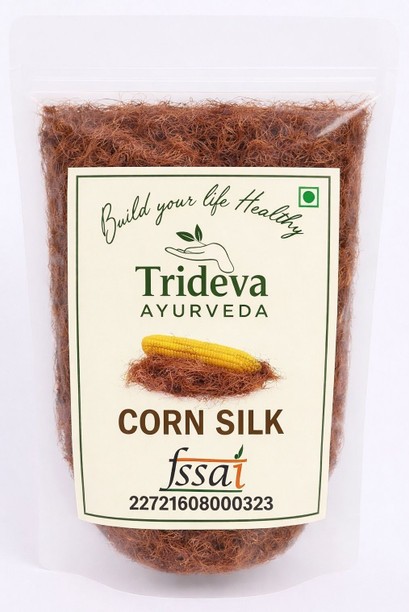 Build your life Healthy
Trideva
AYURVEDA
CORN SILK
fssai
22721608000323